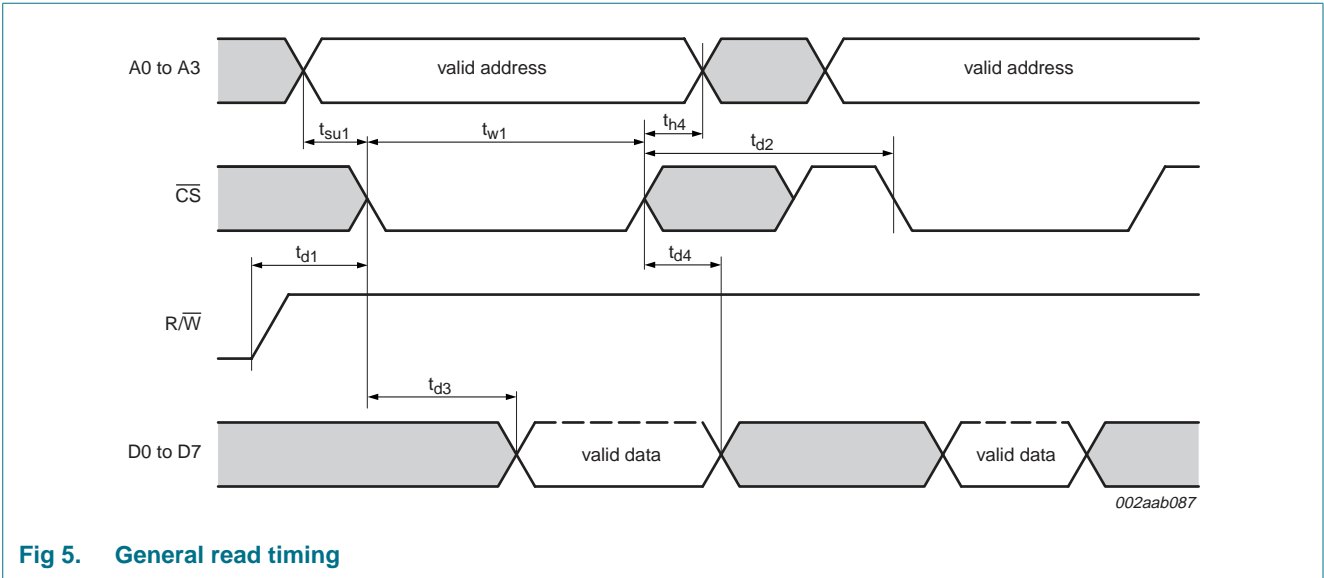 A0 to A3
valid address
valid address
tsu1
tw1
th4
td2
CS
td1
td4
R/W
td3
D0 to D7
valid data
valid data
002aab087
Fig 5. General read timing